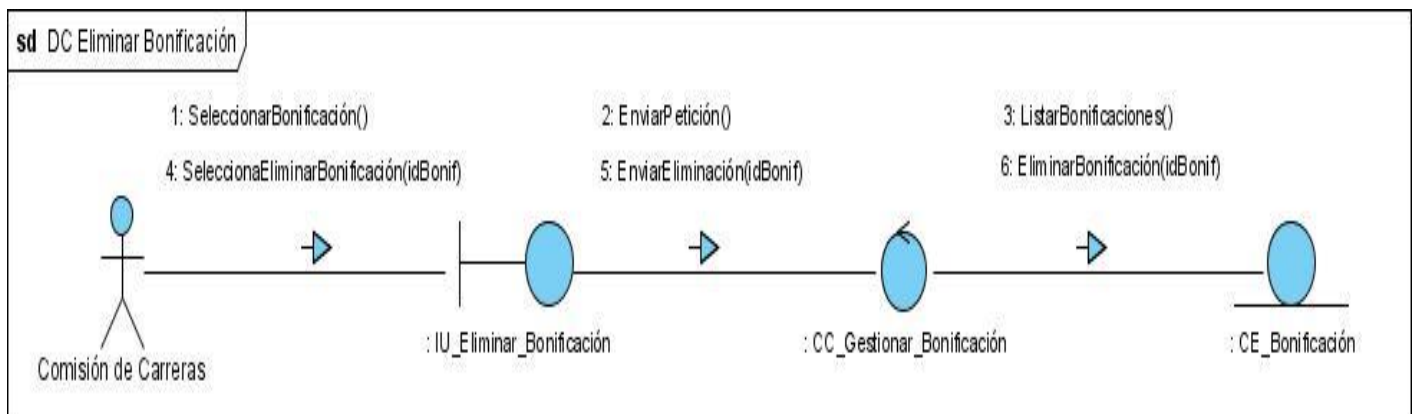 sd DC Eliminar Bonificación
1: SeleccionarBonificación()
2: EnviarPetición()
3: ListarBonificaciones()
4: SeleccionaEliminarBonificación(idBonif)
5: EnviarEliminación(idBonif)
6: EliminarBonificación(idBonif)
: IU_Eliminar_Bonificación
: CC_Gestionar_Bonificación
: CE_Bonificación
Comisión de Carreras